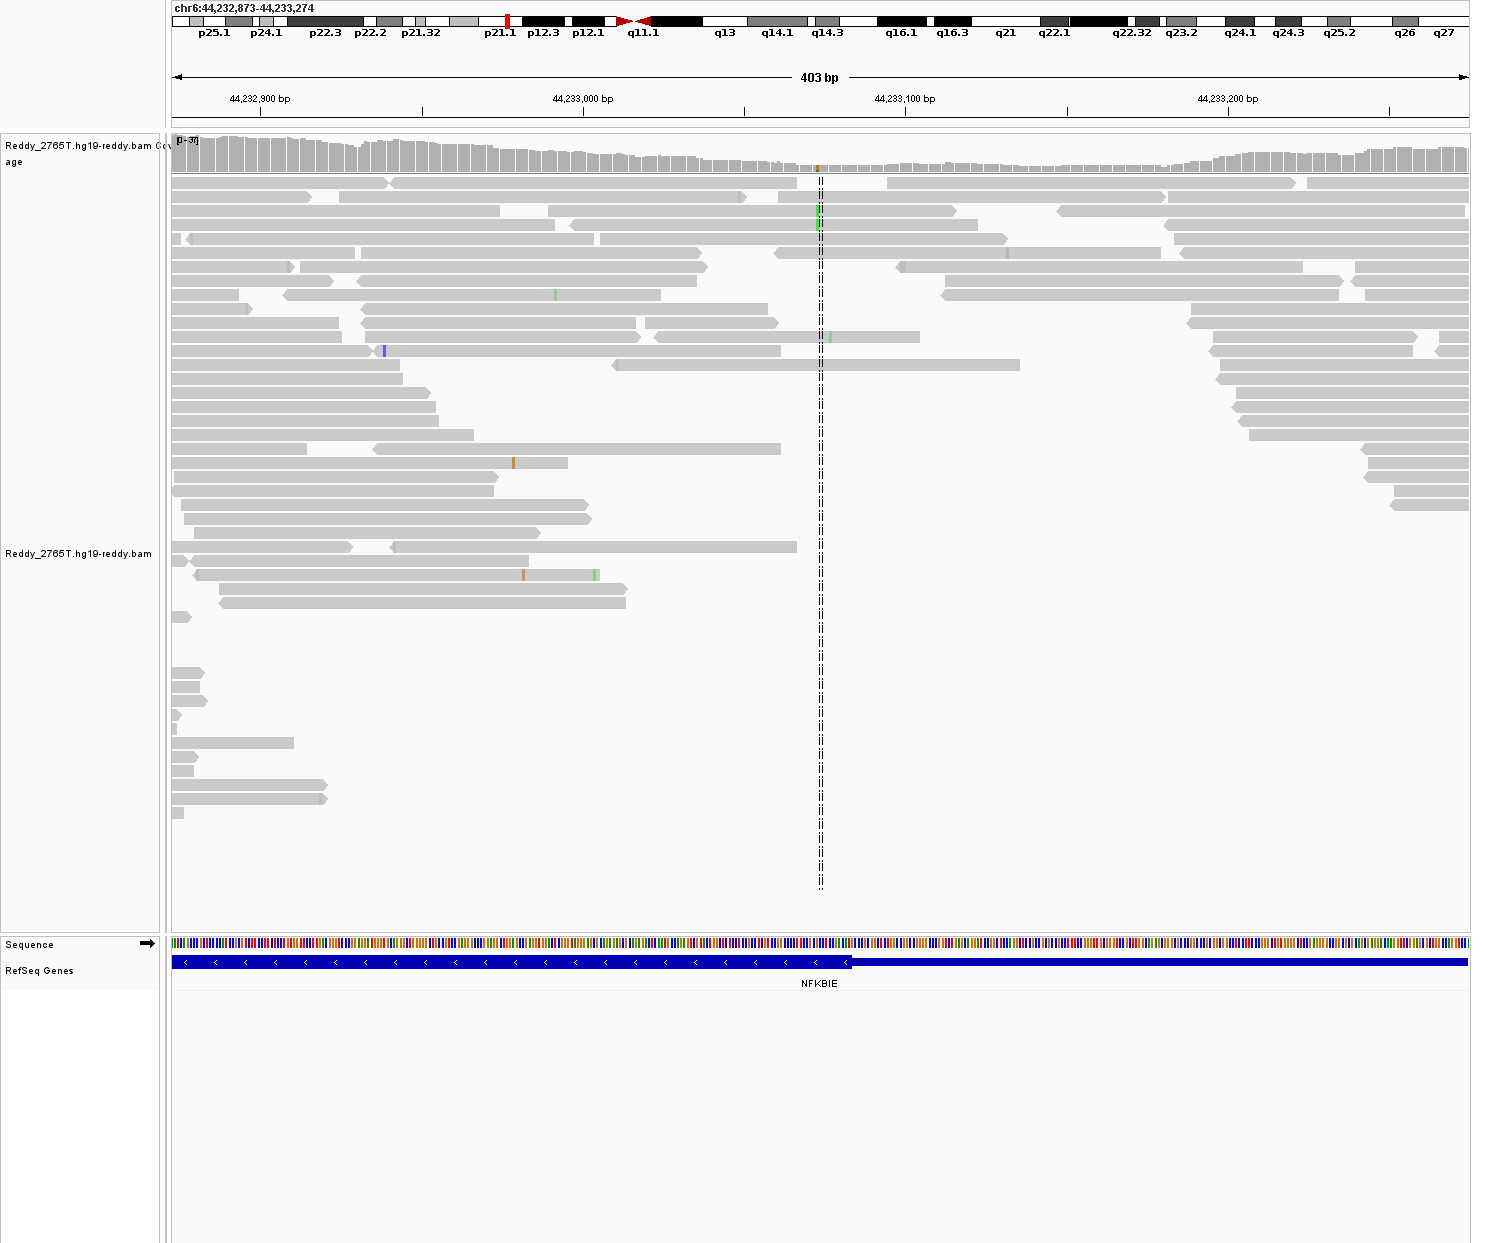 chr6:44,232,873-44,233,274
p25.1 p24.1 p22.3 p22.2 p21.32 p21.1 p12.3 p12.1 q11.1 q13 q14.1 q14.3 q16.1 q16.3 q21 q22.1 q22.32 q23.2 q24.1 q24.3 q25.2 q26 q27
403 bp
44,232,900 bp 44,233,000 bp 44,233,100 bp 44,233,200 bp
[0 - 37]
Reddy_2765T.hg19-reddy.bam Cov
age
Reddy_2765T.hg19-reddy.bam
Sequence
RefSeq Genes
NFKBIE